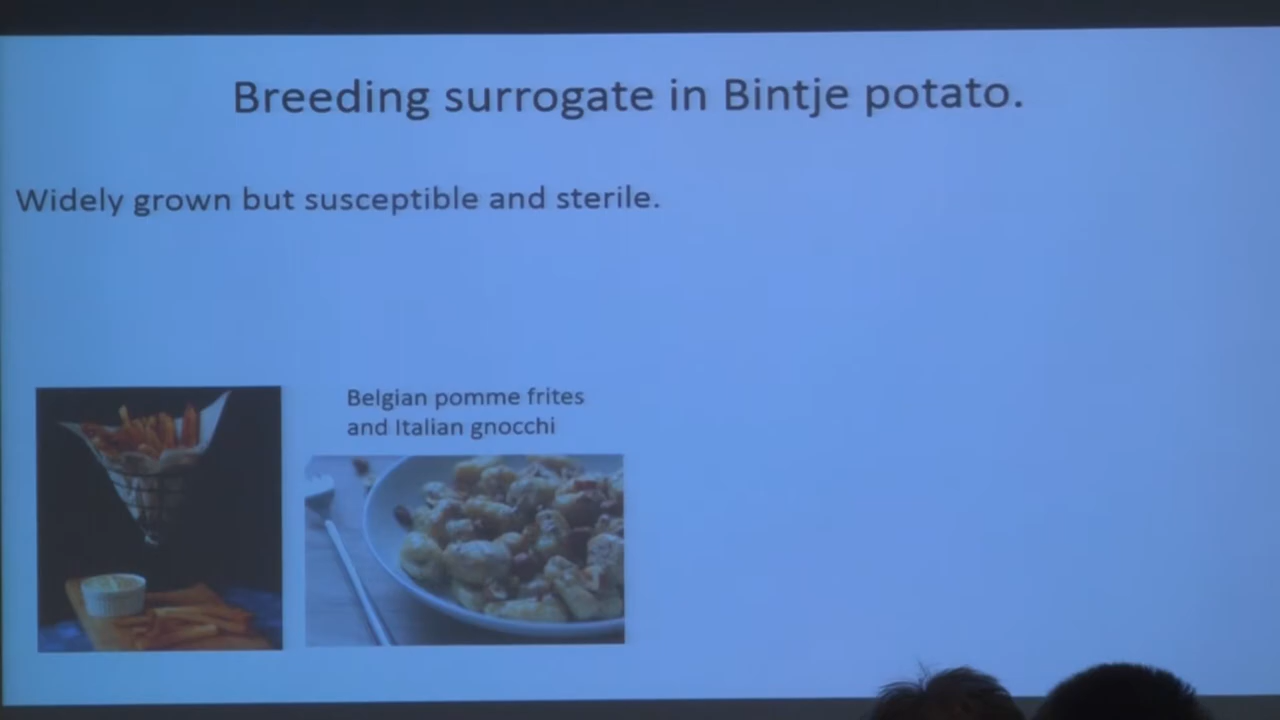 Breeding surrogate in Bintje potato.
Widely grown but susceptible and sterile.
Belgian pomme frites
and Italian gnocchi